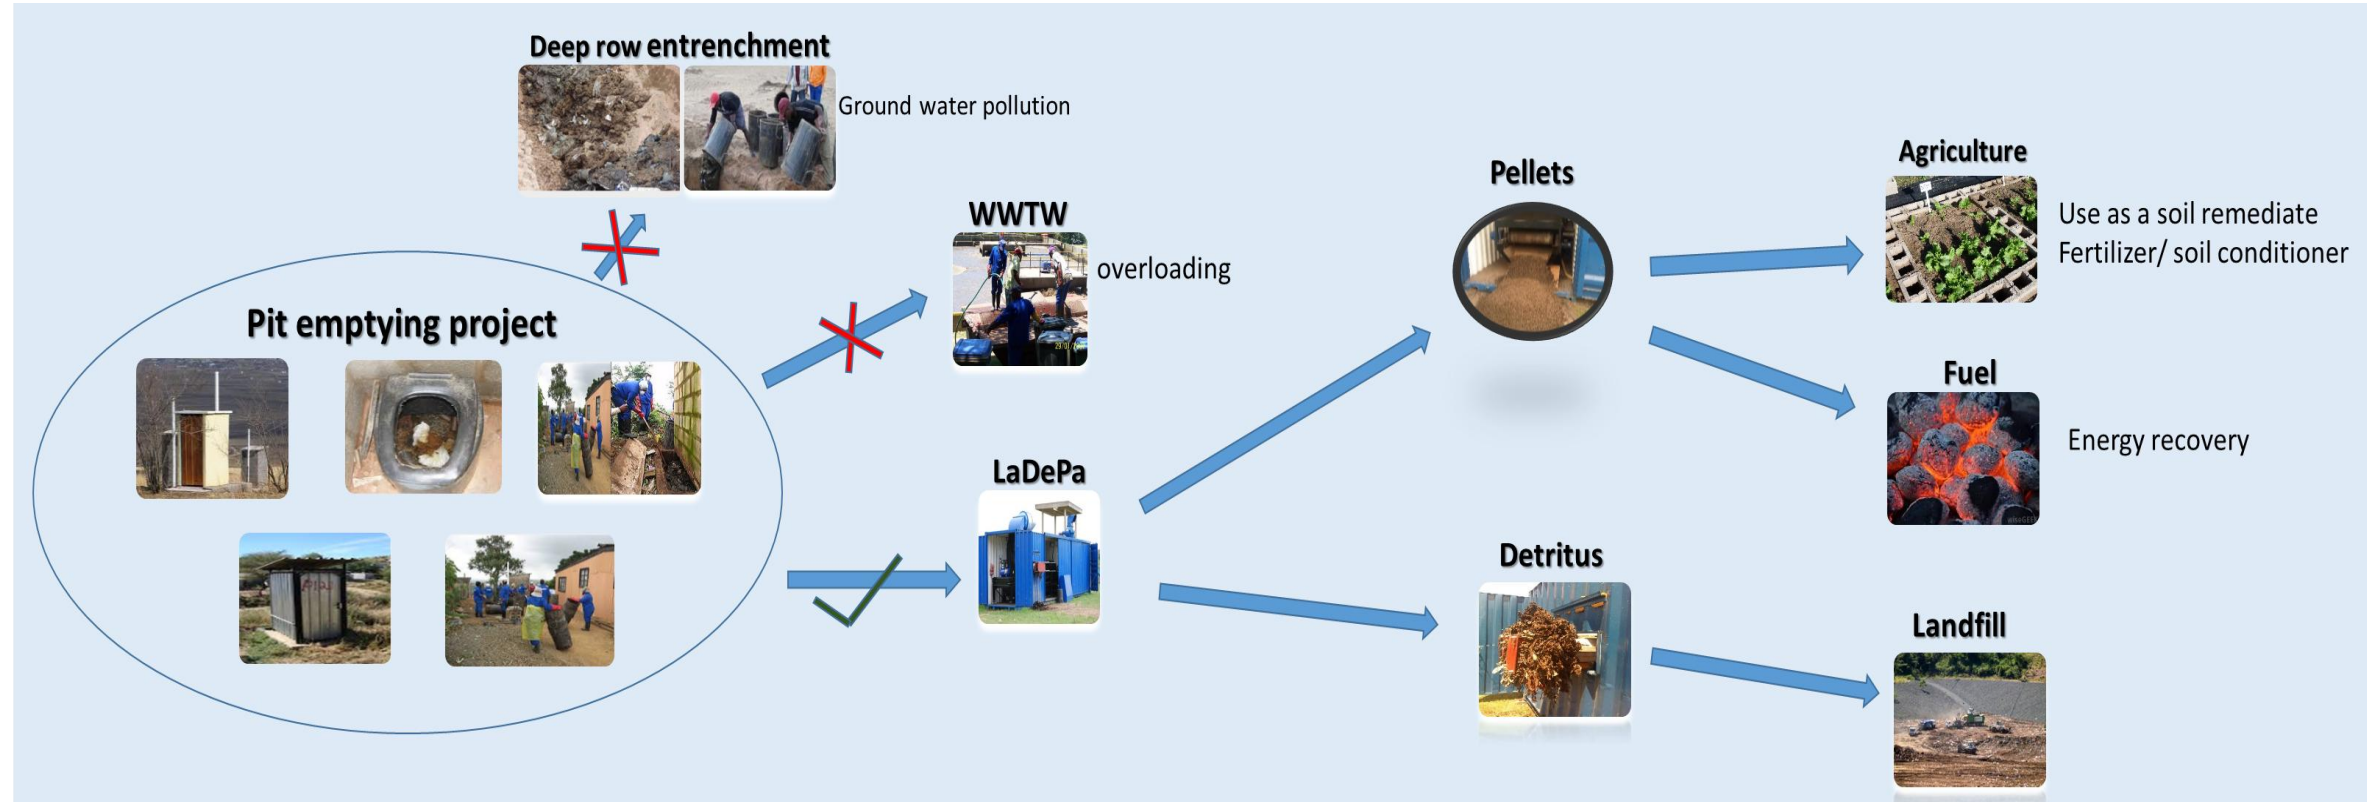 Deep row entrenchment
Ground water pollution
WWTW
overloading
Pit emptying project
LaDePa
Pellets
Detritus
Agriculture
Use as a soil remediate
Fertilizer/ soil conditioner
Fuel
Energy recovery
Landfill